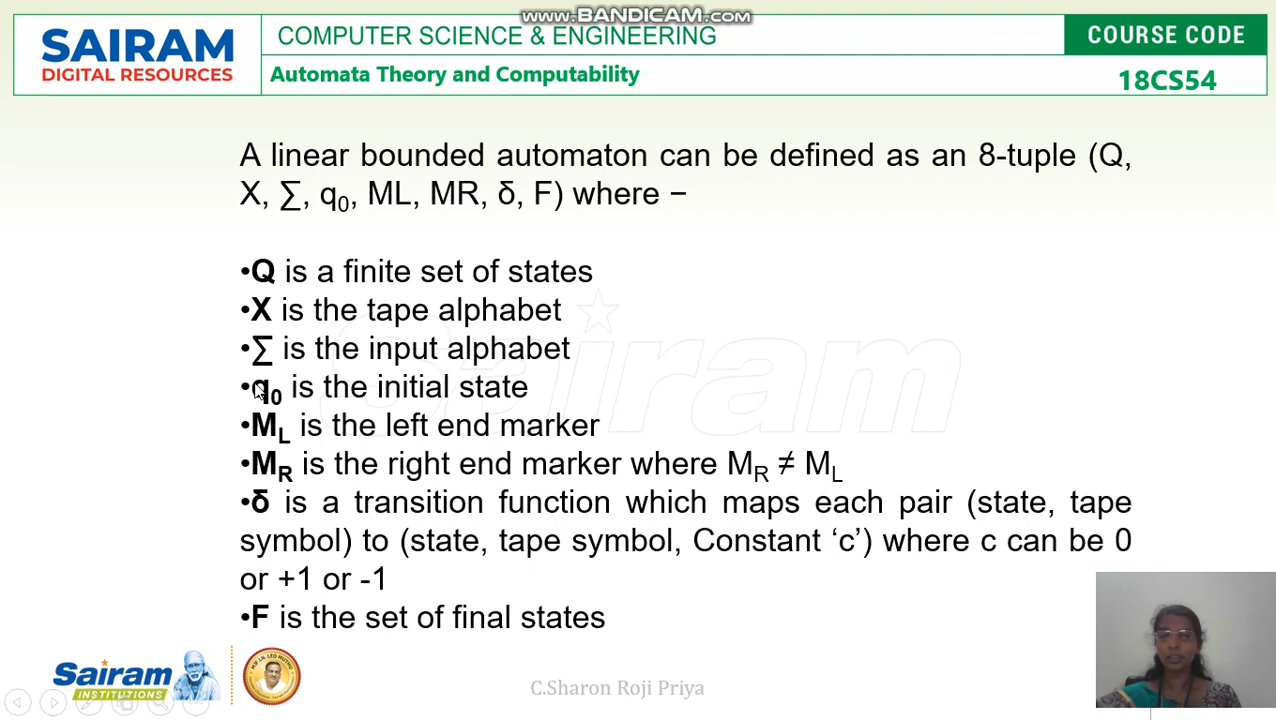 www.BANDICAM.com
SAIRAM
DIGITAL RESOURCES
COMPUTER SCIENCE & ENGINEERING
COURSE CODE
Automata Theory and Computability
18CS54
A linear bounded automaton can be defined as an 8-tuple (Q,
X, ∑, q0, ML, MR, δ, F) where −
•Q is a finite set of states
•X is the tape alphabet
•∑ is the input alphabet
•q0 is the initial state
•ML is the left end marker
•MR is the right end marker where MR ≠ ML
•δ is a transition function which maps each pair (state, tape
symbol) to (state, tape symbol, Constant ‘c’) where c can be 0
or +1 or -1
•F is the set of final states
Sairam
Sairam
INSTITUTIONS
C.Sharon Roji Priya